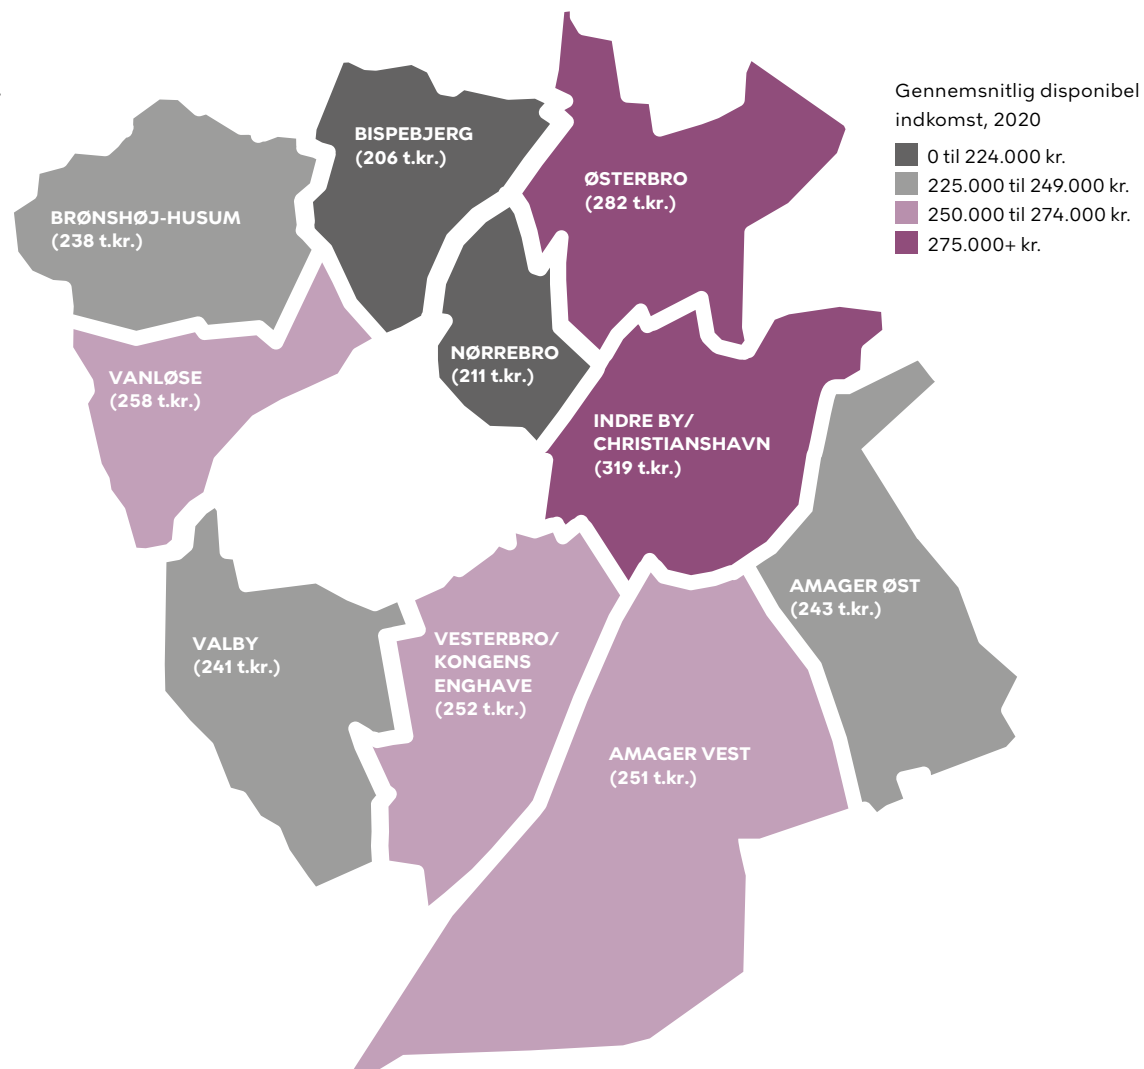 Gennemsnitlig disponibel
indkomst, 2020
0 til 224.000 kr.
225.000 til 249.000 kr.
250.000 til 274.000 kr.
275.000+ kr.
BISPEBJERG
(206 t.kr.)
ØSTERBRO
(282 t.kr.)
BRØNSHØJ-HUSUM
(238 t.kr.)
NØRREBRO
(211 t.kr.)
VANLØSE
(258 t.kr.)
INDRE BY/
CHRISTIANSHAVN
(319 t.kr.)
AMAGER ØST
(243 t.kr.)
VALBY
(241 t.kr.)
VESTERBRO/
KONGENS
ENGHAVE
(252 t.kr.)
AMAGER VEST
(251 t.kr.)